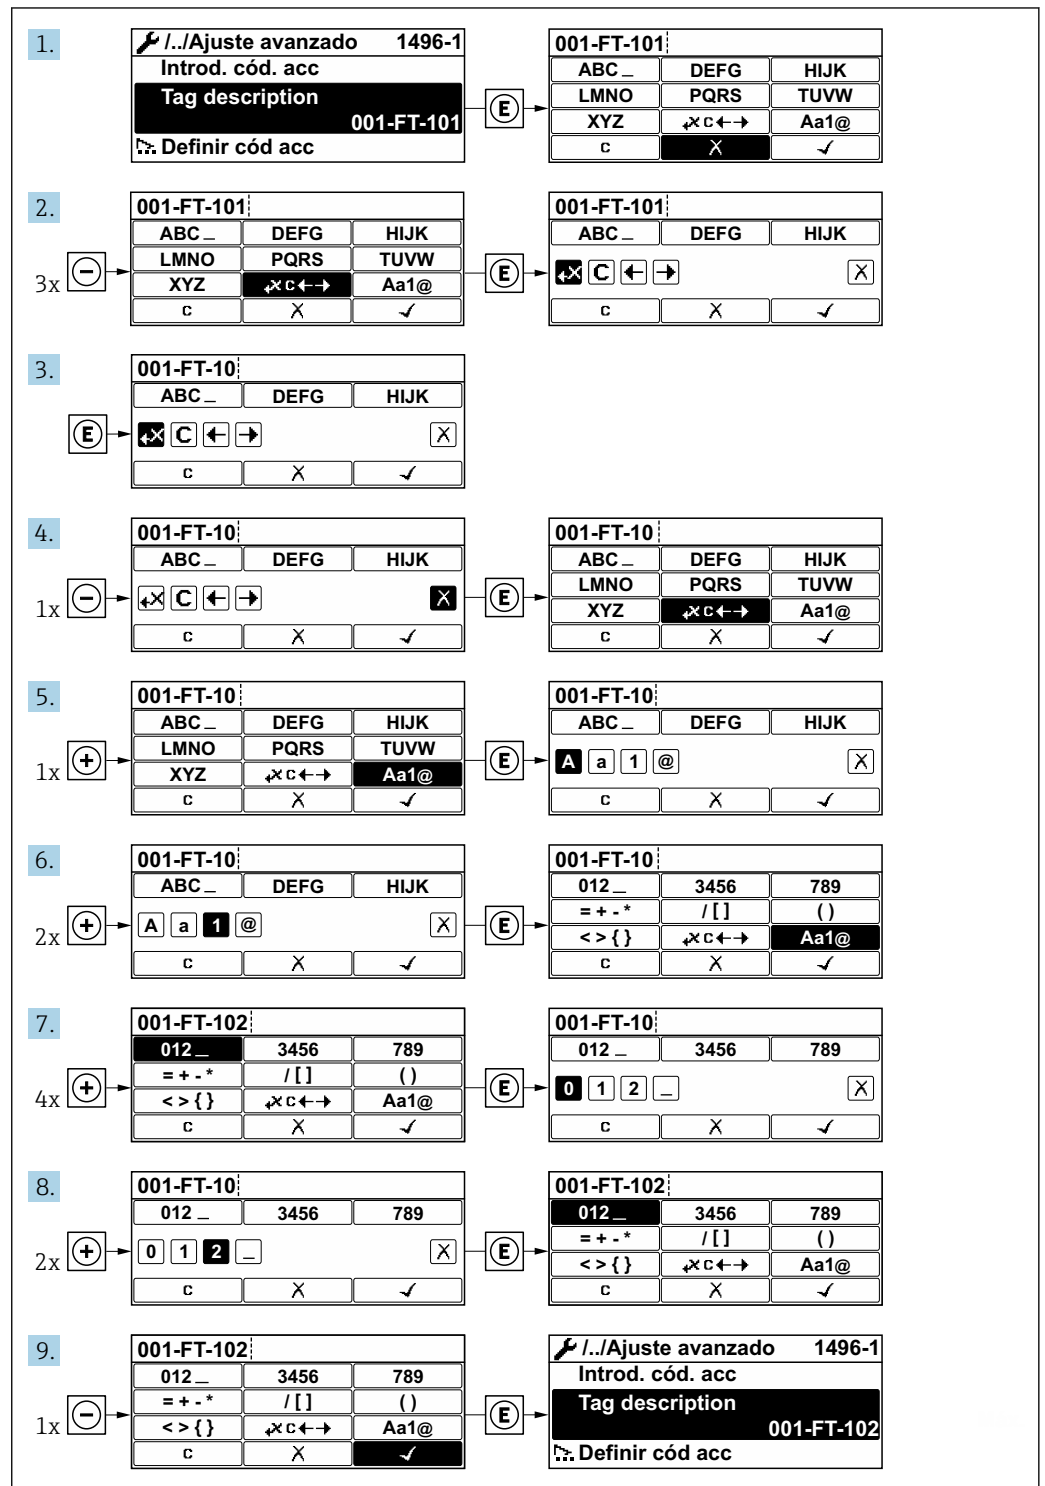 1.
/../Ajuste avanzado 1496-1
Introd. cód. acc
Tag description
001-FT-101
Definir cód acc
E
001-FT-101
ABC_ DEFG HIJK
LMNO PQRS TUVW
XYZ C←→ Aa1@
C X ✓
2.
3x −
001-FT-101
ABC_ DEFG HIJK
LMNO PQRS TUVW
XYZ C←→ Aa1@
C X ✓
E
001-FT-101
ABC_ DEFG HIJK
C ← → X
C X ✓
3.
E
001-FT-10
ABC_ DEFG HIJK
C ← → X
C X ✓
4.
1x −
001-FT-10
ABC_ DEFG HIJK
C ← → X
C X ✓
E
001-FT-10
ABC_ DEFG HIJK
LMNO PQRS TUVW
XYZ C←→ Aa1@
C X ✓
5.
1x +
001-FT-10
ABC_ DEFG HIJK
LMNO PQRS TUVW
XYZ C←→ Aa1@
C X ✓
E
001-FT-10
ABC_ DEFG HIJK
A a 1 @ X
C X ✓
6.
2x +
001-FT-10
ABC_ DEFG HIJK
A a 1 @ X
C X ✓
E
001-FT-10
012_ 3456 789
=+-* /[] ()
<>{} C←→ Aa1@
C X ✓
7.
4x +
001-FT-102
012_ 3456 789
=+-* /[] ()
<>{} C←→ Aa1@
C X ✓
E
001-FT-10
012_ 3456 789
0 1 2 _ X
C X ✓
8.
2x +
001-FT-10
012_ 3456 789
0 1 2 _ X
C X ✓
E
001-FT-102
012_ 3456 789
=+-* /[] ()
<>{} C←→ Aa1@
C X ✓
9.
1x −
001-FT-102
012_ 3456 789
=+-* /[] ()
<>{} C←→ Aa1@
C X ✓
E
/../Ajuste avanzado 1496-1
Introd. cód. acc
Tag description
001-FT-102
Definir cód acc